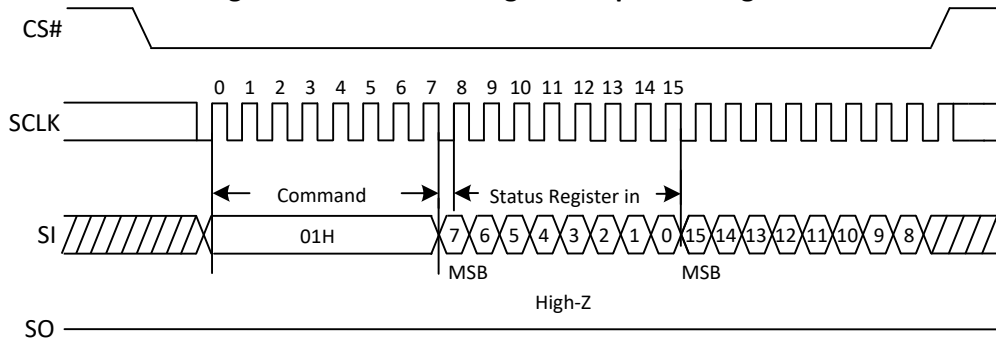 CS#
0 1 2 3 4 5 6 7 8 9 10 11 12 13 14 15
SCLK
Command Status Register in
SI 01H 7 6 5 4 3 2 1 0 15 14 13 12 11 10 9 8
MSB MSB
High-Z
SO